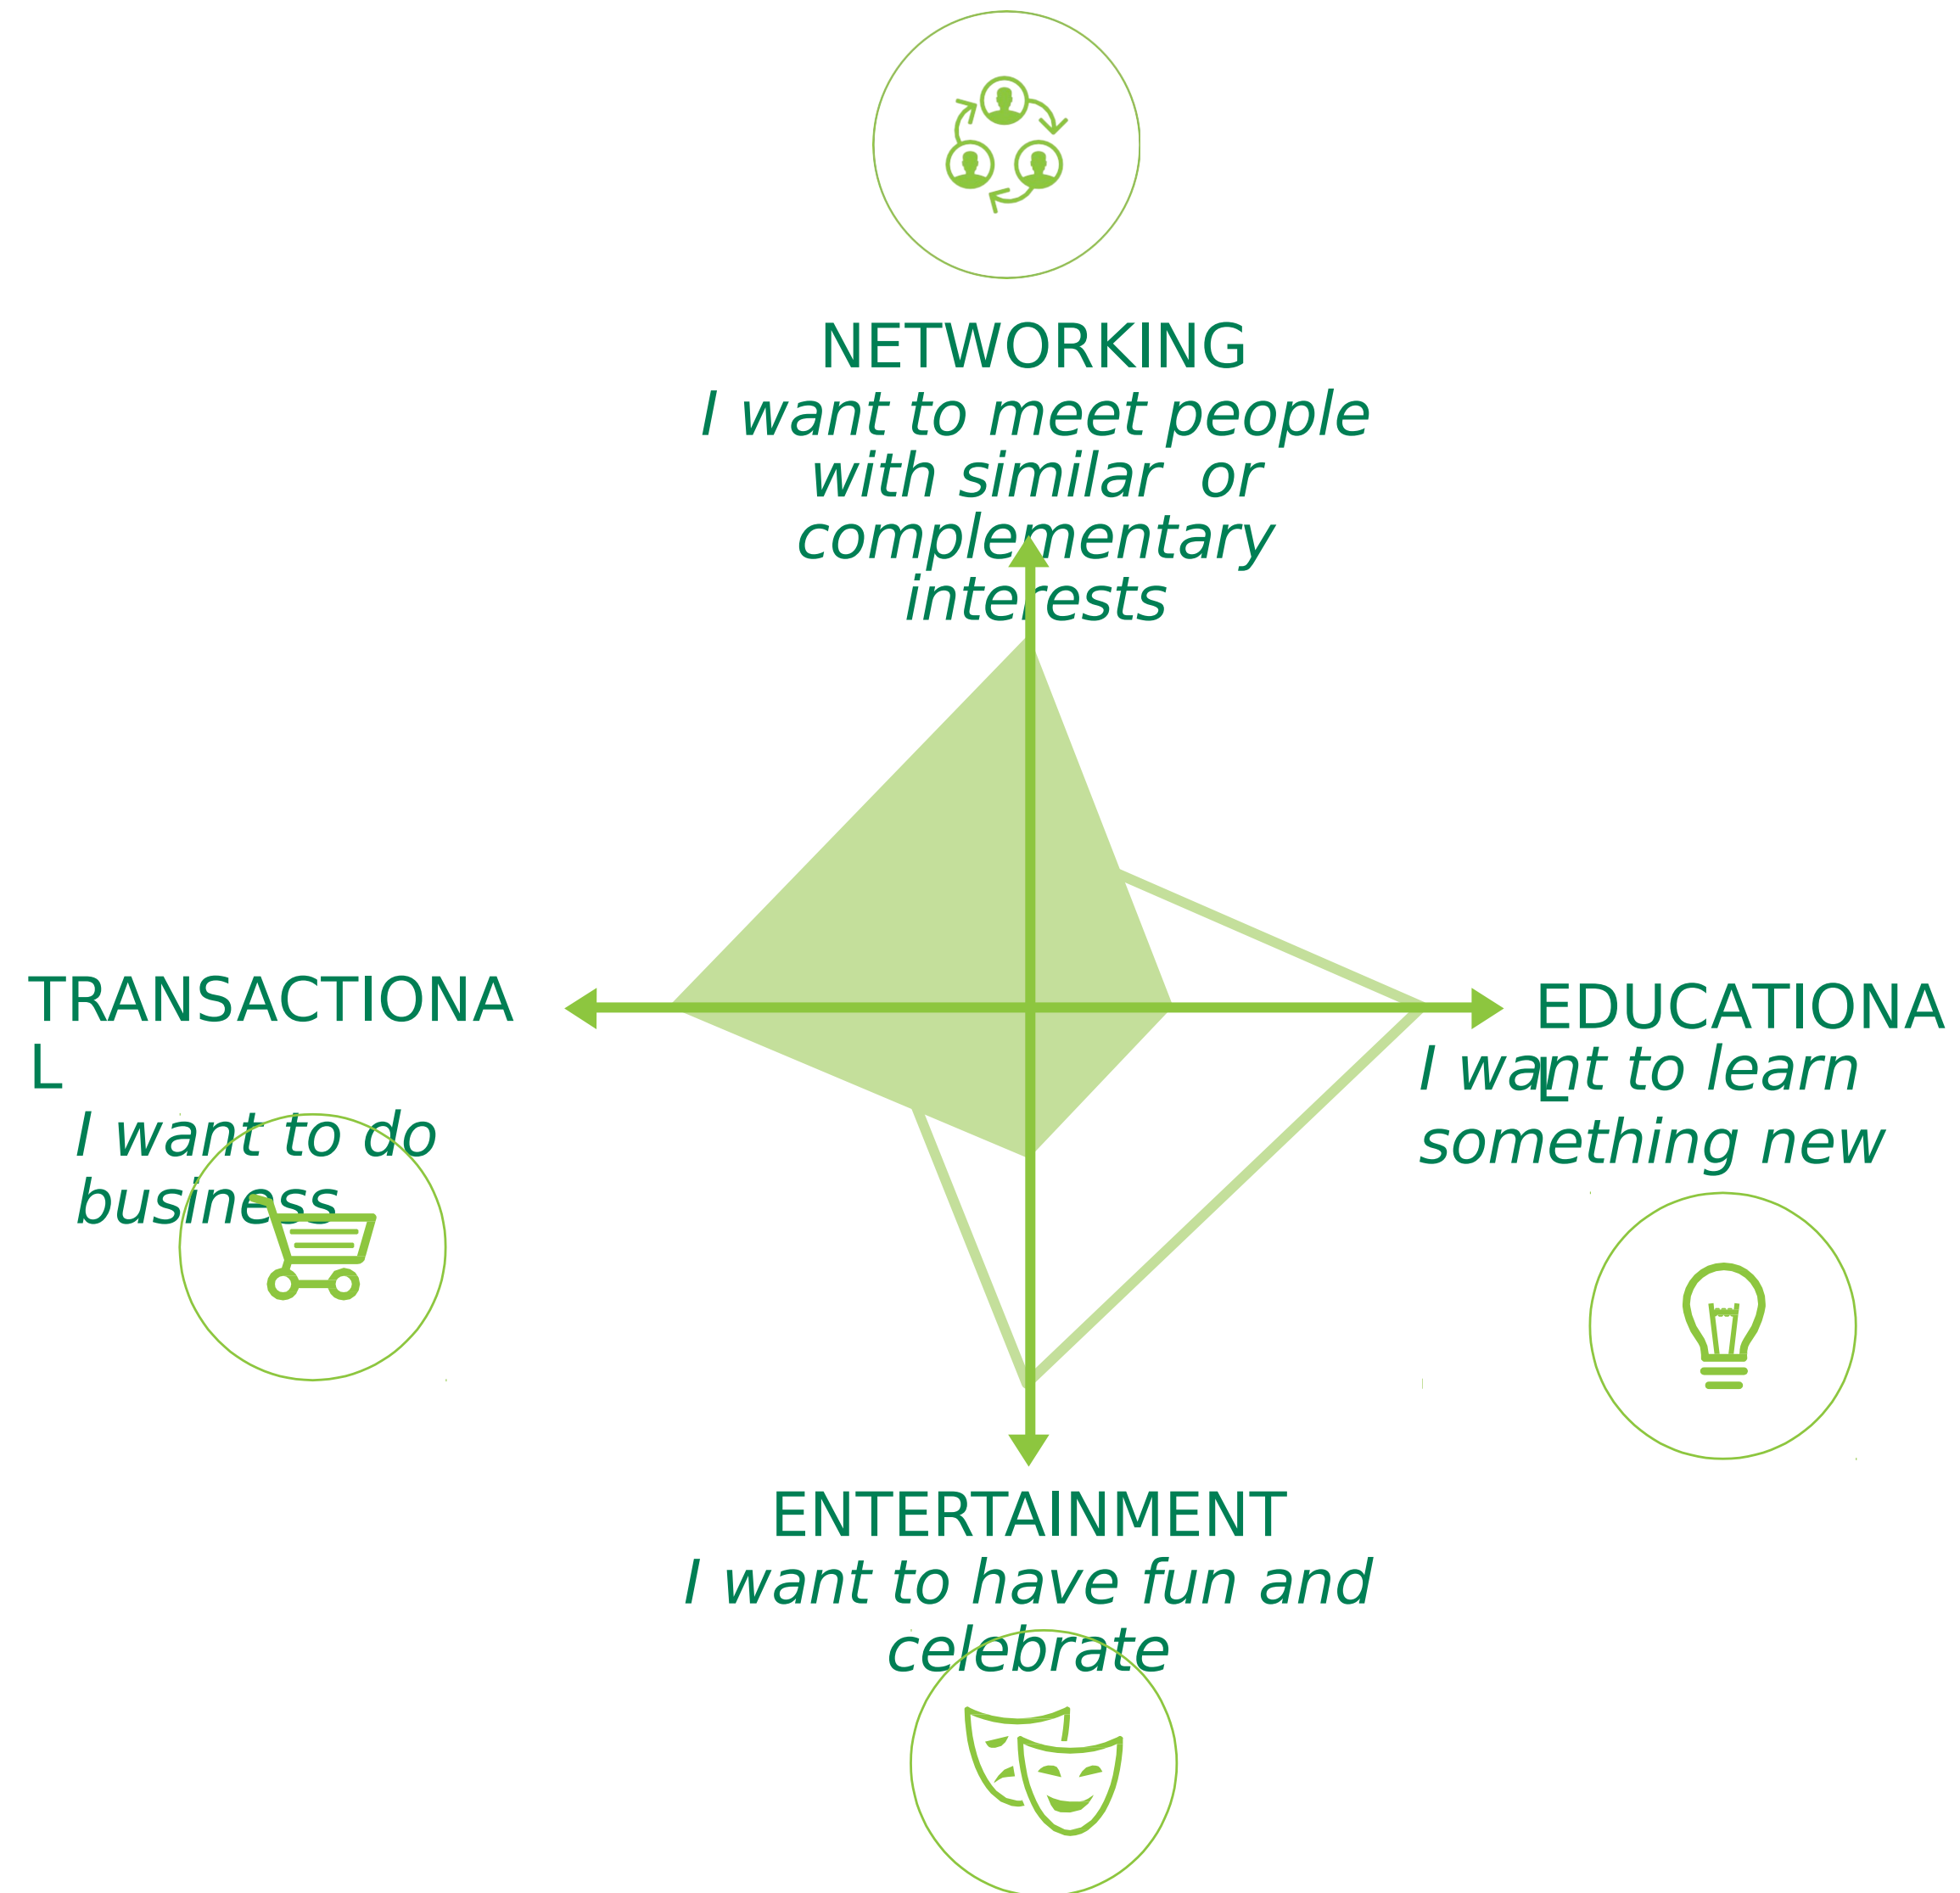 NETWORKING
I want to meet people
with similar  or
complementary
interests
TRANSACTIONA
L
I want to do
business
EDUCATIONA
L
I want to learn
something new
ENTERTAINMENT
I want to have fun and
celebrate